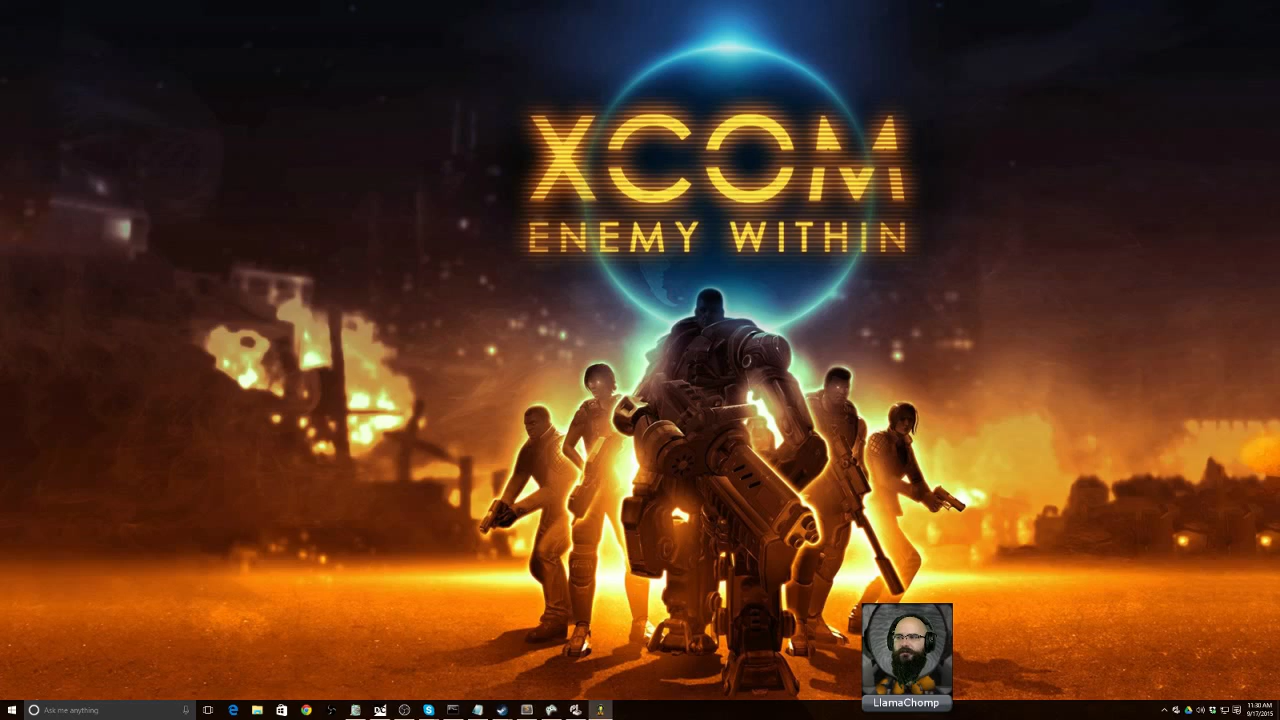 XCOM
ENEMY WITHIN
LlamaChomp
Ask me anything
11:30 AM
9/17/2015